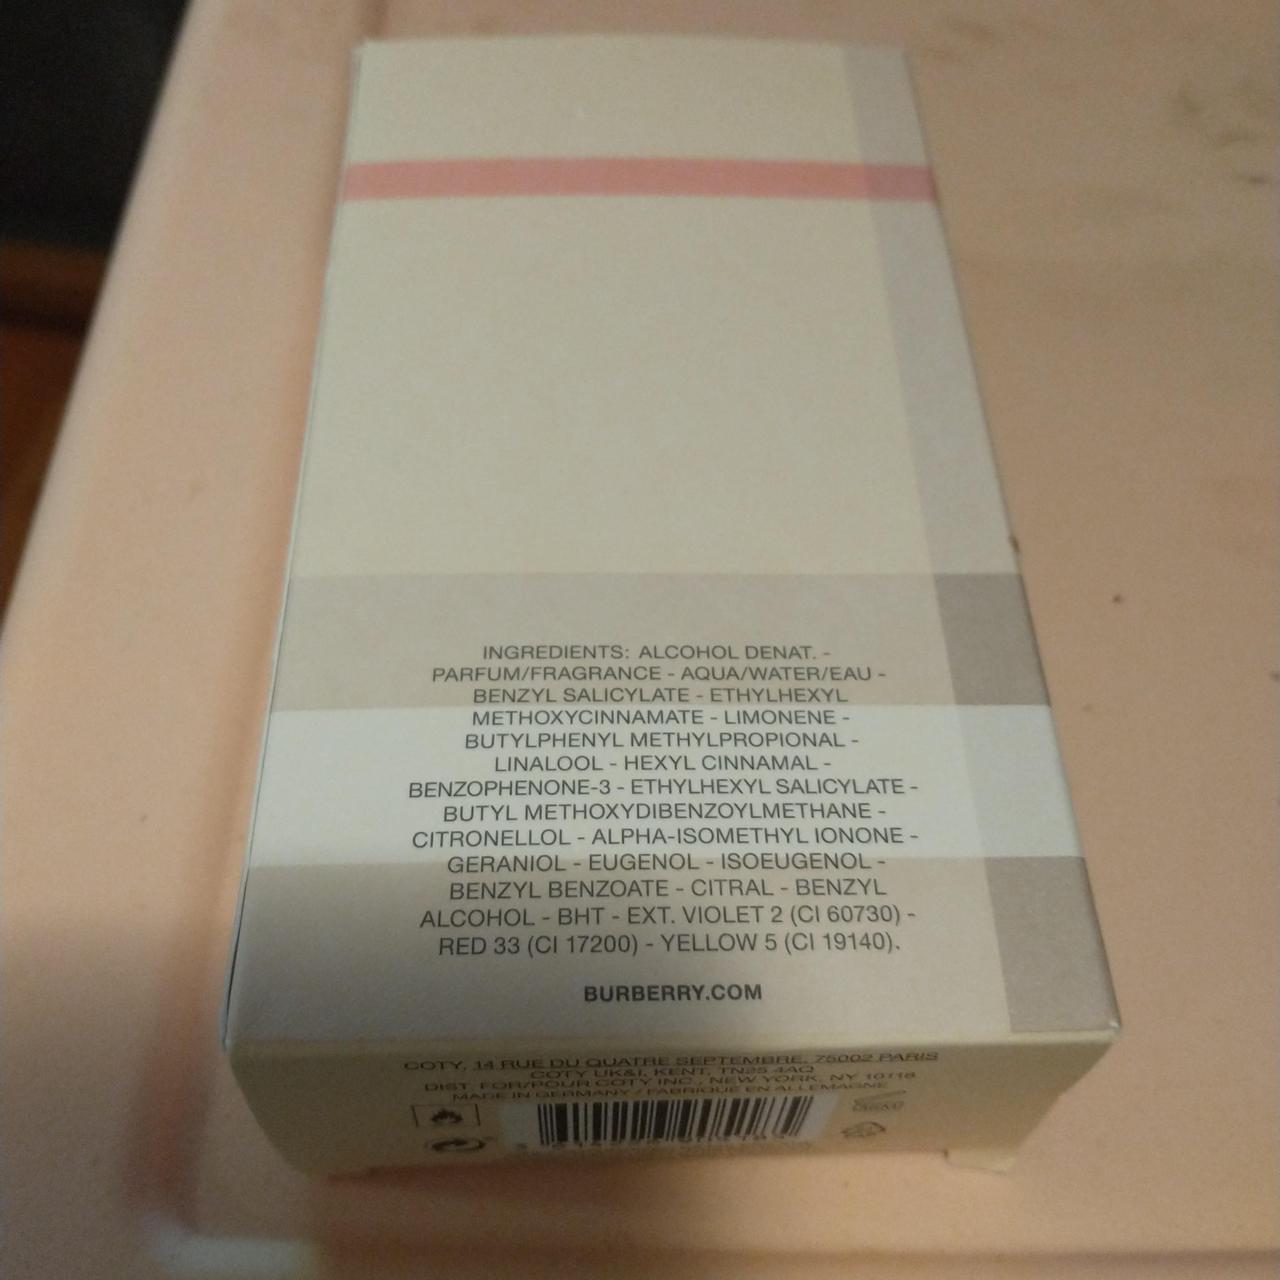 INGREDIENTS: ALCOHOL DENAT. -
PARFUM/FRAGRANCE - AQUA/WATER/EAU -
BENZYL SALICYLATE - ETHYLHEXYL
METHOXYCINNAMATE - LIMONENE -
BUTYLPHENYL METHYLPROPIONAL -
LINALOOL - HEXYL CINNAMAL -
BENZOPHENONE-3 - ETHYLHEXYL SALICYLATE -
BUTYL METHOXYDIBENZOYLMETHANE -
CITRONELLOL - ALPHA-ISOMETHYL IONONE -
GERANIOL - EUGENOL - ISOEUGENOL -
BENZYL BENZOATE - CITRAL - BENZYL
ALCOHOL - BHT - EXT. VIOLET 2 (CI 60730) -
RED 33 (CI 17200) - YELLOW 5 (CI 19140).
BURBERRY.COM
COTY, 14 RUE DU QUATRE SEPTEMBRE, 75002 PARIS
COTY UK&I, KENT, TN25 4AQ
DIST. FOR/POUR COTY INC., NEW YORK, NY 10118
MADE IN GERMANY / FABRIQUÉ EN ALLEMAGNE